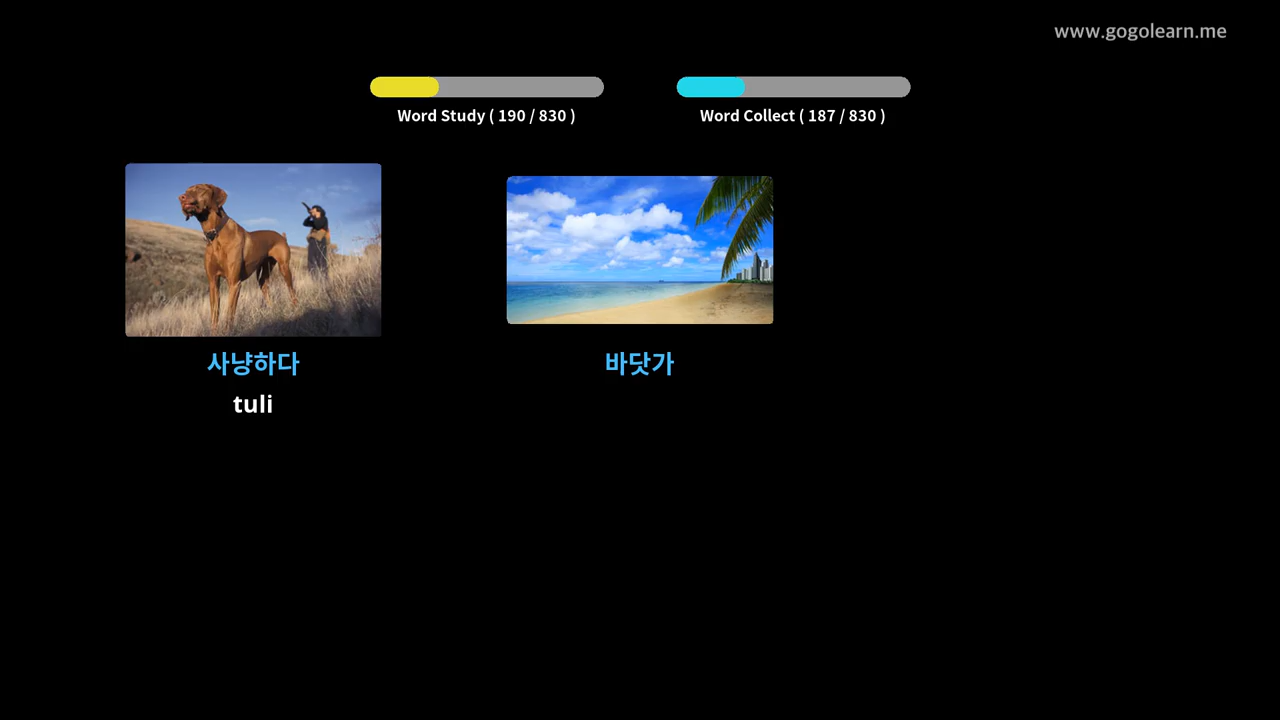 www.gogolearn.me
Word Study ( 190 / 830 )
Word Collect ( 187 / 830 )
사냥하다
바닷가
tuli